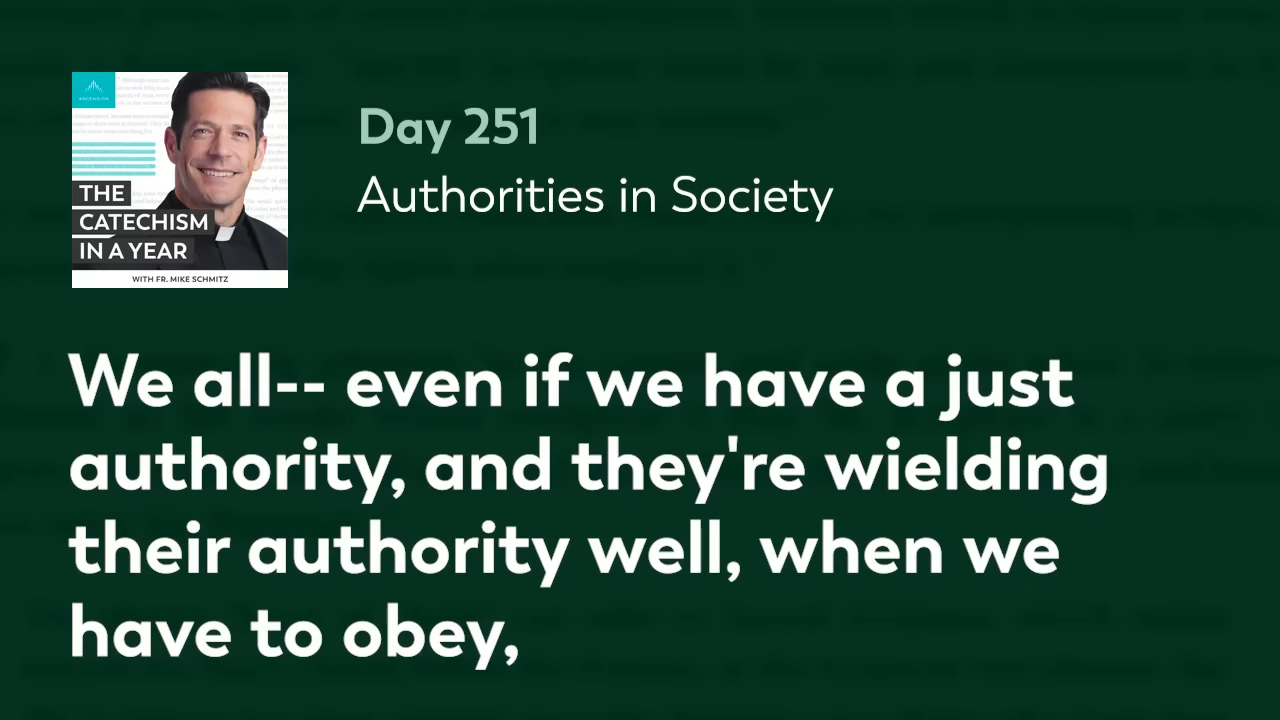 ASCENSION
THE
CATECHISM
IN A YEAR
WITH FR. MIKE SCHMITZ
Day 251
Authorities in Society
We all-- even if we have a just
authority, and they're wielding
their authority well, when we
have to obey,